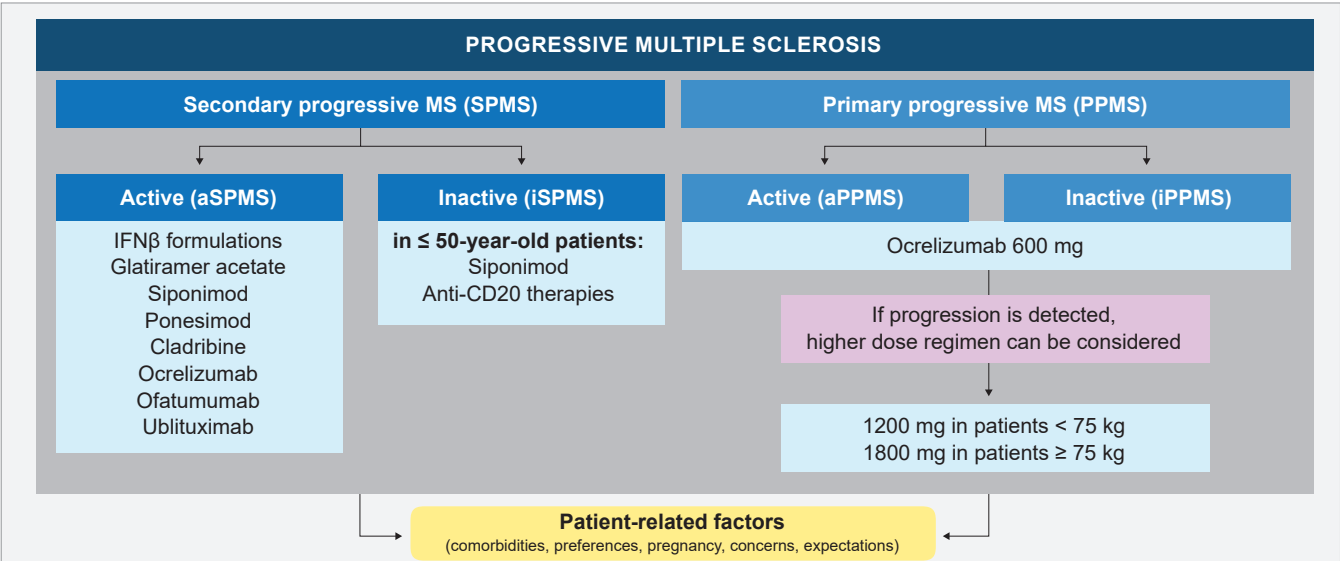 PROGRESSIVE MULTIPLE SCLEROSIS
Secondary progressive MS (SPMS)
Primary progressive MS (PPMS)
Active (aSPMS)
IFNβ formulations
Glatiramer acetate
Siponimod
Ponesimod
Cladribine
Ocrelizumab
Ofatumumab
Ublituximab
Inactive (iSPMS)
in ≤ 50-year-old patients:
Siponimod
Anti-CD20 therapies
Active (aPPMS)
Inactive (iPPMS)
Ocrelizumab 600 mg
If progression is detected,
higher dose regimen can be considered
1200 mg in patients < 75 kg
1800 mg in patients ≥ 75 kg
Patient-related factors
(comorbidities, preferences, pregnancy, concerns, expectations)